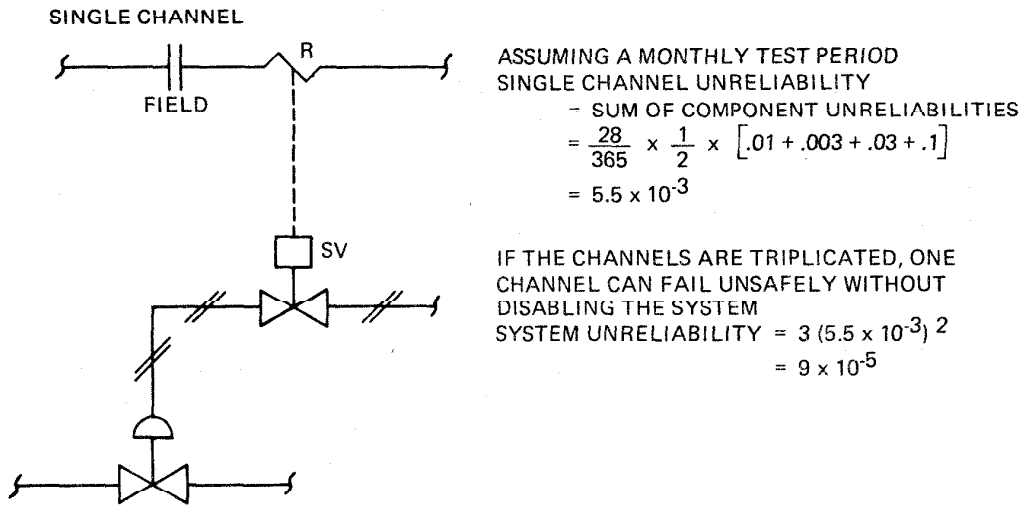 SINGLE CHANNEL
R
FIELD
SV
ASSUMING A MONTHLY TEST PERIOD
SINGLE CHANNEL UNRELIABILITY
– SUM OF COMPONENT UNRELIABILITIES
= 28/365 x 1/2 x [.01 + .003 + .03 + .1]
= 5.5 x 10⁻³
IF THE CHANNELS ARE TRIPLICATED, ONE
CHANNEL CAN FAIL UNSAFELY WITHOUT
DISABLING THE SYSTEM
SYSTEM UNRELIABILITY = 3 (5.5 x 10⁻³) ²
= 9 x 10⁻⁵